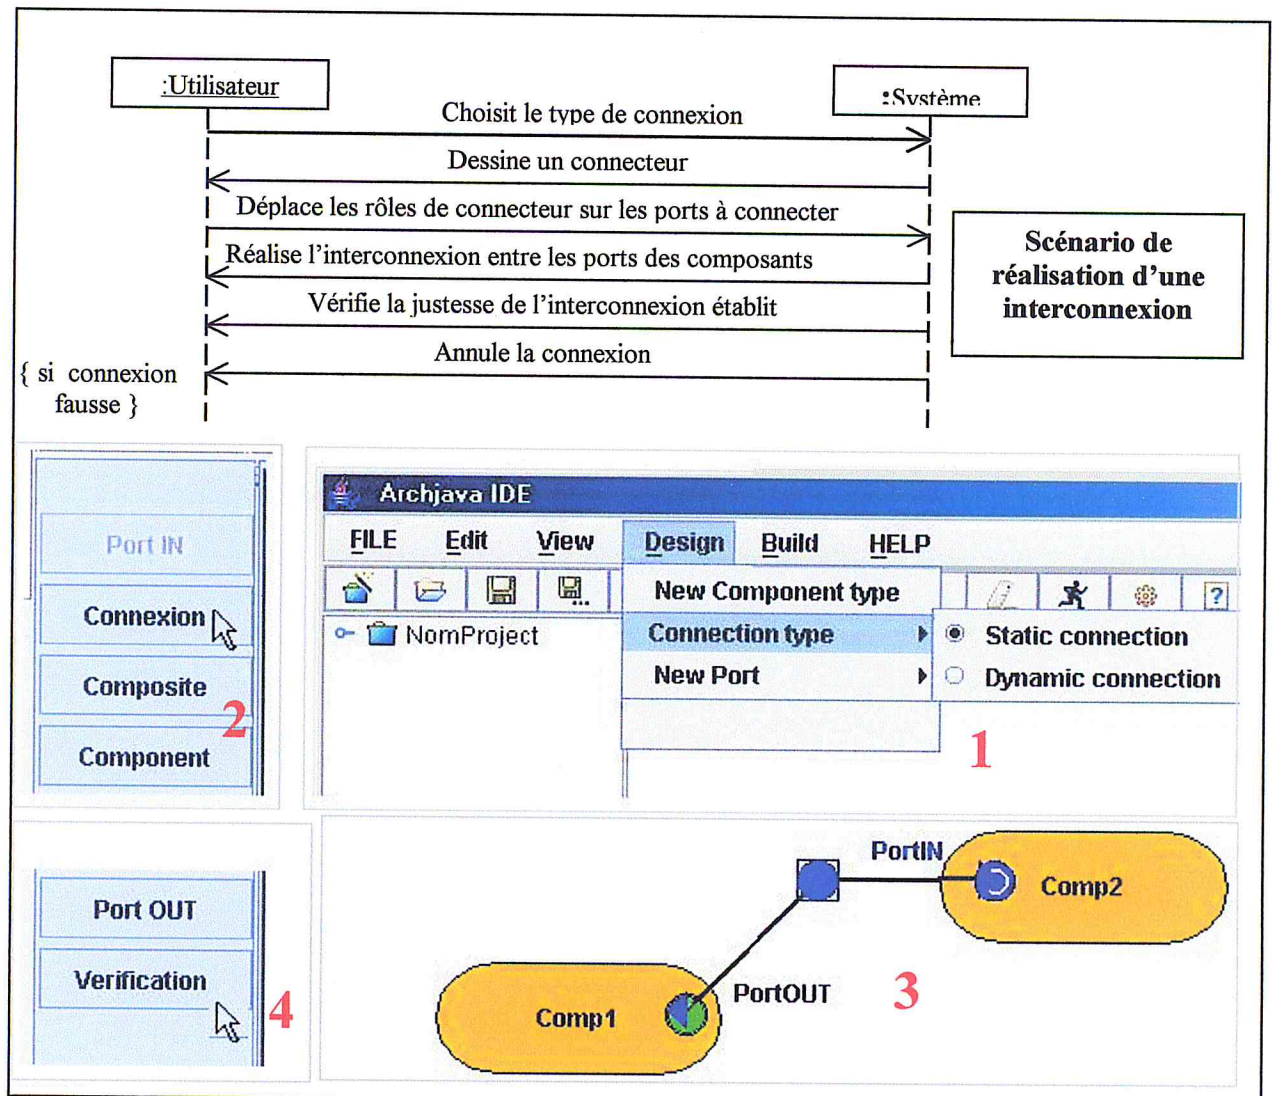 :Utilisateur
:Système
Choisit le type de connexion
Dessine un connecteur
Déplace les rôles de connecteur sur les ports à connecter
Réalise l'interconnexion entre les ports des composants
Vérifie la justesse de l'interconnexion établit
Annule la connexion
{ si connexion
fausse }
Scénario de
réalisation d'une
interconnexion
Port IN
Connexion
Composite
Component
2
Archjava IDE
FILE Edit View Design Build HELP
New Component type
Connection type
New Port
Static connection
Dynamic connection
NomProject
?
1
Port OUT
Verification
4
PortIN
Comp2
PortOUT
Comp1
3